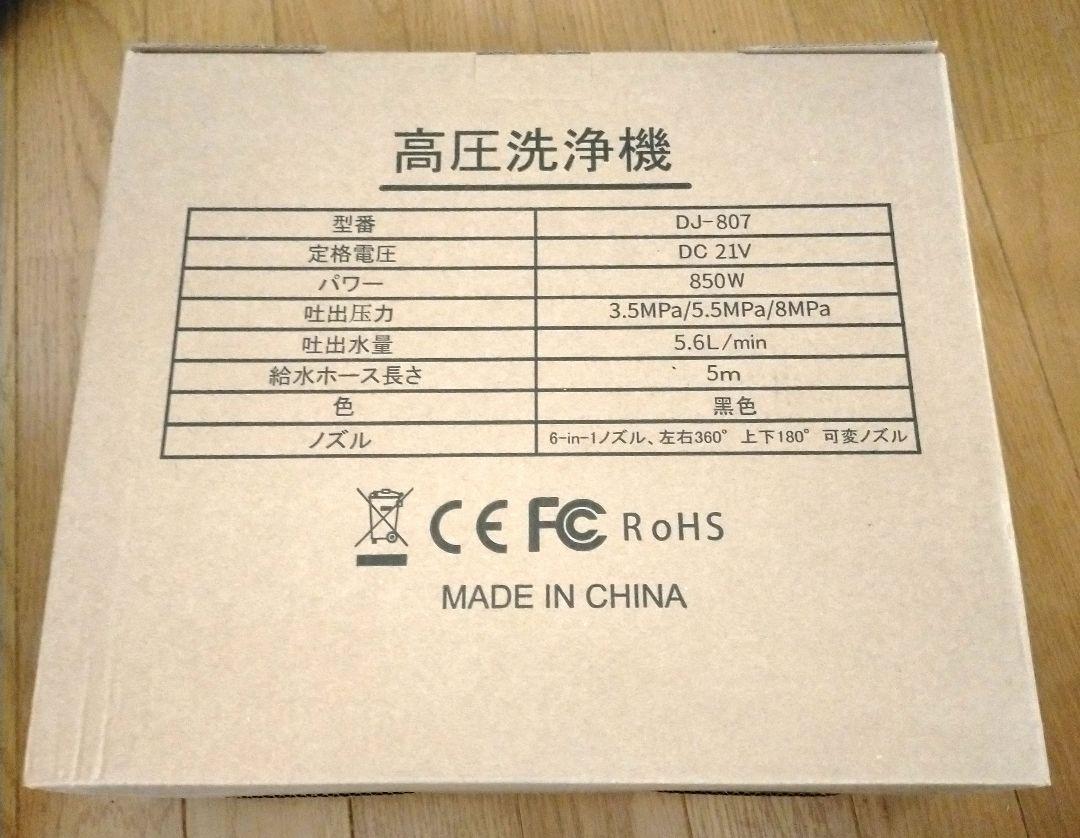 高圧洗浄機
型番 DJ-807
定格電圧 DC 21V
パワー 850W
吐出圧力 3.5MPa/5.5MPa/8MPa
吐出水量 5.6L/min
給水ホース長さ 5m
色 黒色
ノズル 6-in-1ノズル、左右360° 上下180° 可変ノズル
CE FC RoHS
MADE IN CHINA